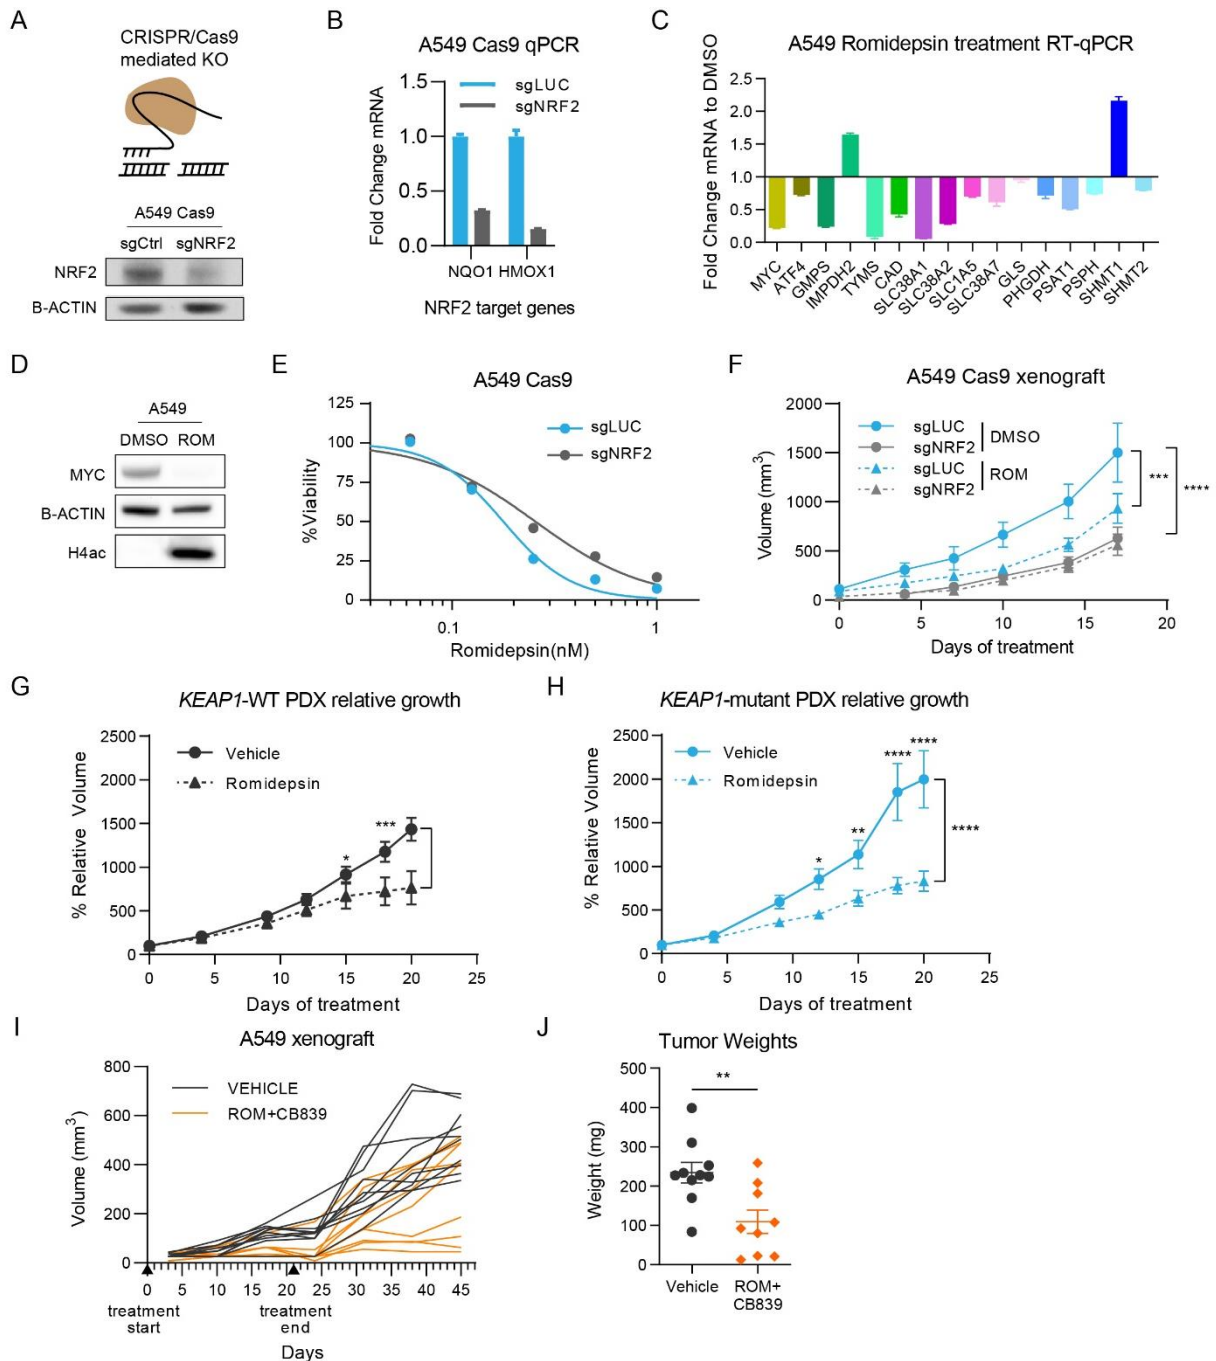 A
CRISPR/Cas9
mediated KO
A549 Cas9
sgCtrl sgNRF2
NRF2
B-ACTIN
B
A549 Cas9 qPCR
Fold Change mRNA
1.5
1.0
0.5
0.0
sgLUC
sgNRF2
NQO1 HMOX1
NRF2 target genes
C
A549 Romidepsin treatment RT-qPCR
Fold Change mRNA to DMSO
2.5
2.0
1.5
1.0
0.5
0.0
MYC
ATF4
GMPS
IMPDH2
TYMS
CAD
SLC38A1
SLC38A2
SLC1A5
SLC38A7
GLS
PHGDH
PSAT1
PSPH
SHMT1
SHMT2
D
A549
DMSO ROM
MYC
B-ACTIN
H4ac
E
A549 Cas9
% Viability
125
100
75
50
25
0
sgLUC
sgNRF2
0.1 1
Romidepsin(nM)
F
A549 Cas9 xenograft
Volume (mm³)
2000
1500
1000
500
0
sgLUC
sgNRF2
DMSO
sgLUC
sgNRF2
ROM
***
****
0 5 10 15 20
Days of treatment
G
KEAP1-WT PDX relative growth
% Relative Volume
2500
2000
1500
1000
500
0
Vehicle
Romidepsin
*
***
0 5 10 15 20 25
Days of treatment
H
KEAP1-mutant PDX relative growth
% Relative Volume
2500
2000
1500
1000
500
0
Vehicle
Romidepsin
*
**
****
****
****
0 5 10 15 20 25
Days of treatment
I
A549 xenograft
Volume (mm³)
800
600
400
200
0
VEHICLE
ROM+CB839
0 5 10 15 20 25 30 35 40 45
treatment
start
treatment
end
Days
J
Tumor Weights
Weight (mg)
500
400
300
200
100
0
**
Vehicle
ROM+
CB839